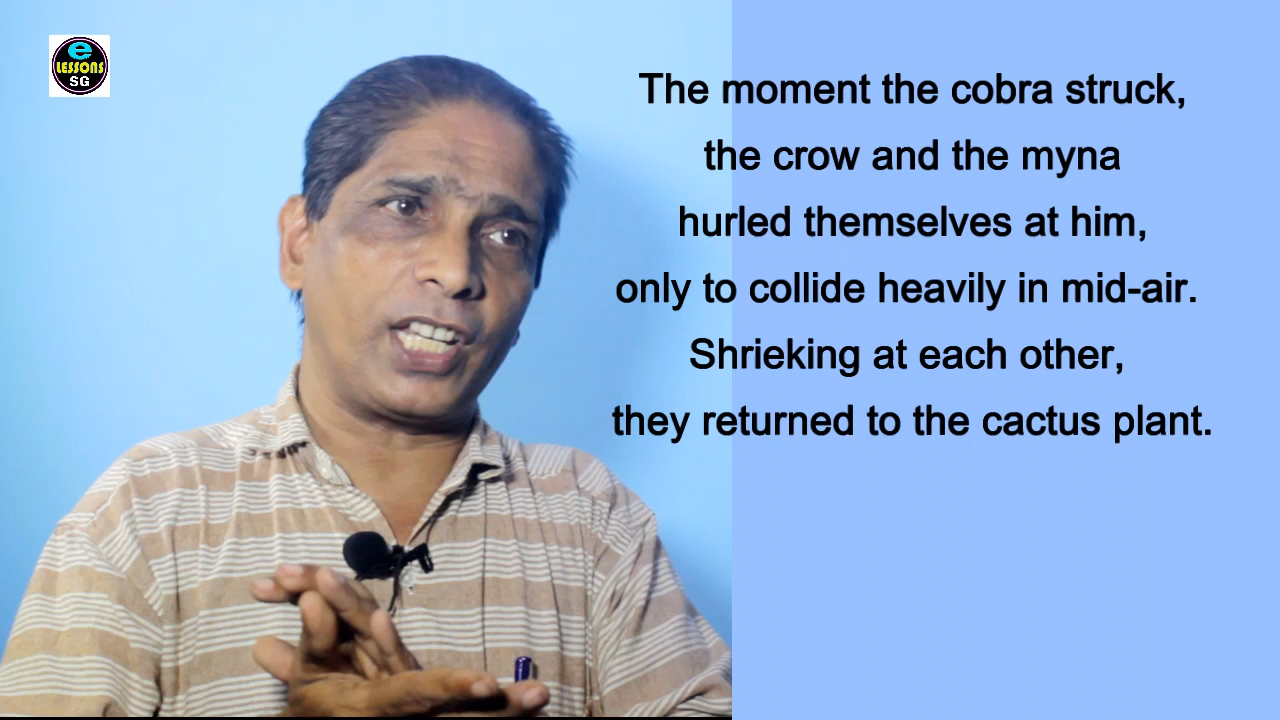 e
LESSONS
SG
The moment the cobra struck,
the crow and the myna
hurled themselves at him,
only to collide heavily in mid-air.
Shrieking at each other,
they returned to the cactus plant.